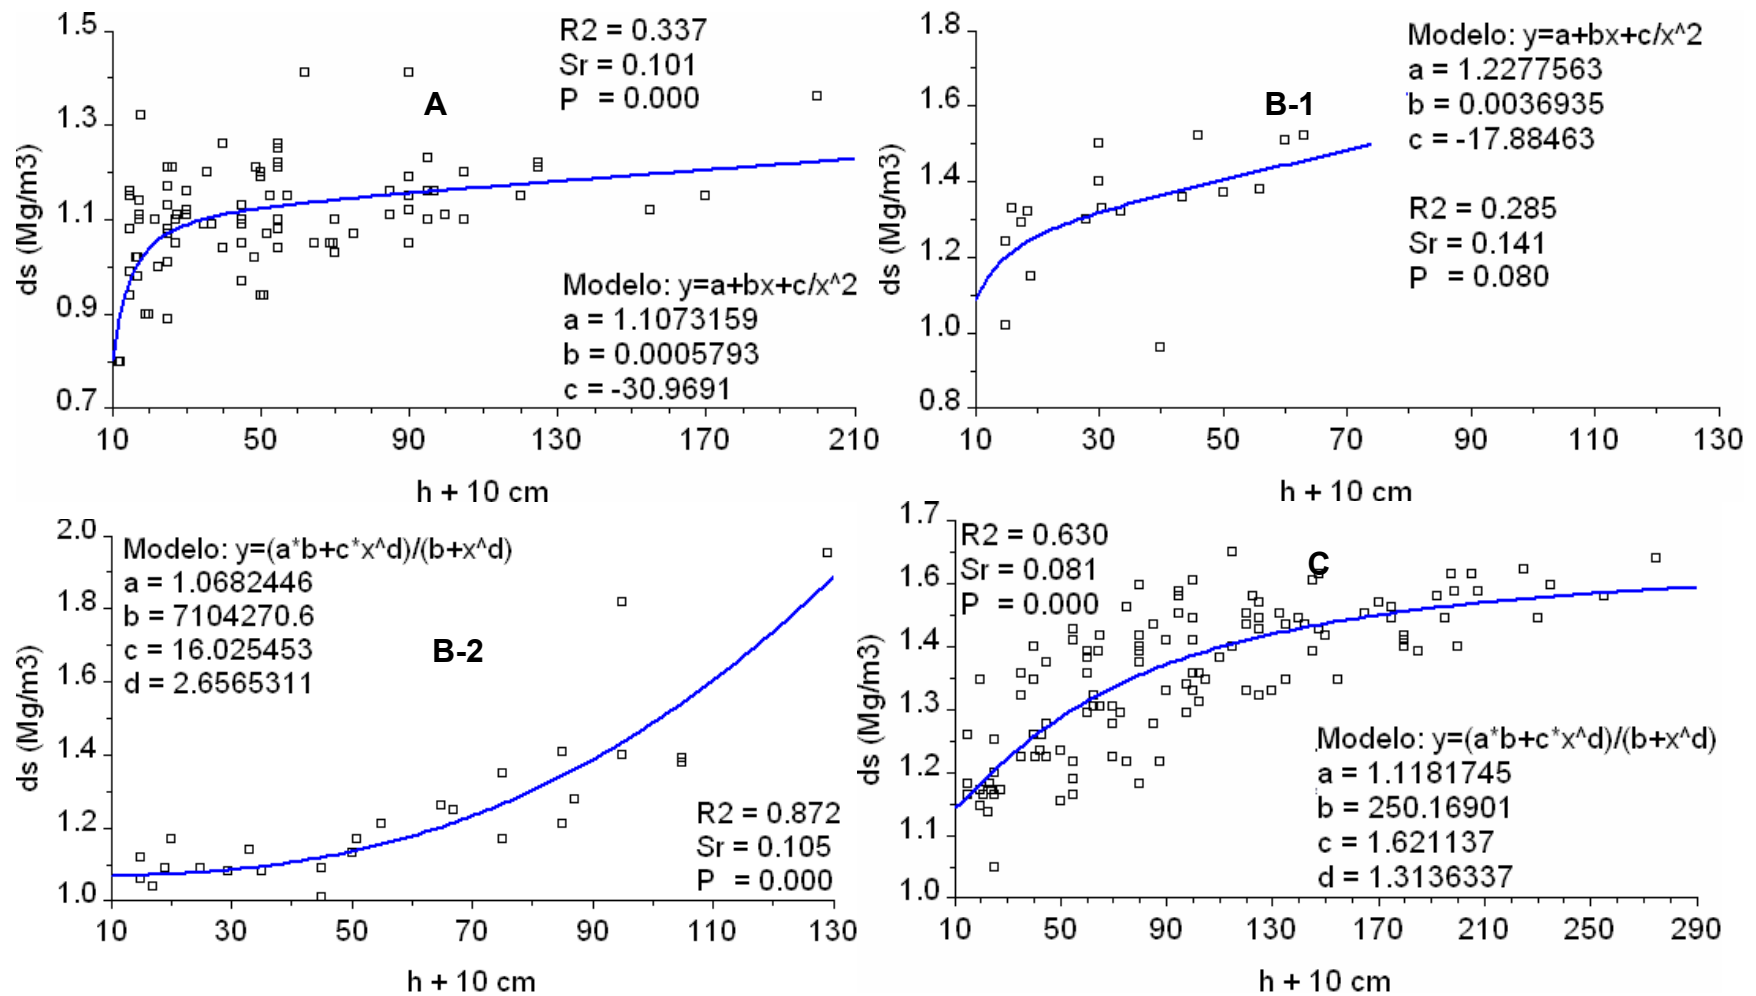 R2 = 0.337
Sr = 0.101
P = 0.000
A
Modelo: y=a+bx+c/x^2
a = 1.1073159
b = 0.0005793
c = -30.9691
ds (Mg/m3)
1.5
1.3
1.1
0.9
0.7
10 50 90 130 170 210
h + 10 cm
Modelo: y=a+bx+c/x^2
a = 1.2277563
b = 0.0036935
c = -17.88463
B-1
R2 = 0.285
Sr = 0.141
P = 0.080
ds (Mg/m3)
1.8
1.6
1.4
1.2
1.0
0.8
10 30 50 70 90 110 130
h + 10 cm
Modelo: y=(a*b+c*x^d)/(b+x^d)
a = 1.0682446
b = 7104270.6
c = 16.025453
d = 2.6565311
B-2
R2 = 0.872
Sr = 0.105
P = 0.000
ds (Mg/m3)
2.0
1.8
1.6
1.4
1.2
1.0
10 30 50 70 90 110 130
h + 10 cm
R2 = 0.630
Sr = 0.081
P = 0.000
C
Modelo: y=(a*b+c*x^d)/(b+x^d)
a = 1.1181745
b = 250.16901
c = 1.621137
d = 1.3136337
ds (Mg/m3)
1.7
1.6
1.5
1.4
1.3
1.2
1.1
1.0
10 50 90 130 170 210 250 290
h + 10 cm